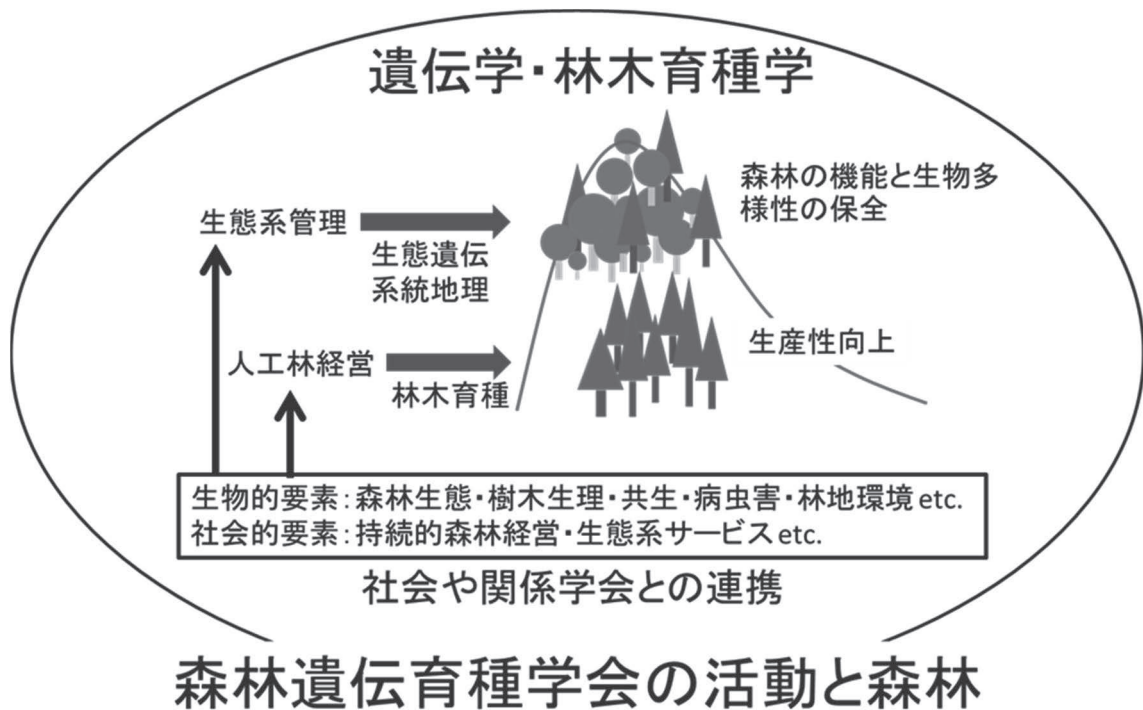 遺伝学・林木育種学
森林の機能と生物多
様性の保全
生態系管理
生態遺伝
系統地理
生産性向上
人工林経営
林木育種
生物的要素：森林生態・樹木生理・共生・病虫害・林地環境 etc.
社会的要素：持続的森林経営・生態系サービス etc.
社会や関係学会との連携
森林遺伝育種学会の活動と森林